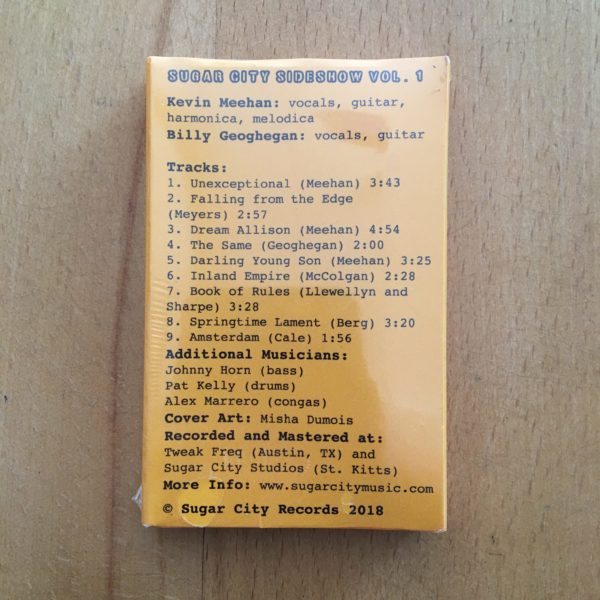 SUGAR CITY SIDESHOW VOL. 1
Kevin Meehan: vocals, guitar,
harmonica, melodica
Billy Geoghegan: vocals, guitar
Tracks:
1. Unexceptional (Meehan) 3:43
2. Falling from the Edge
(Meyers) 2:57
3. Dream Allison (Meehan) 4:54
4. The Same (Geoghegan) 2:00
5. Darling Young Son (Meehan) 3:25
6. Inland Empire (McColgan) 2:28
7. Book of Rules (Llewellyn and
Sharpe) 3:28
8. Springtime Lament (Berg) 3:20
9. Amsterdam (Cale) 1:56
Additional Musicians:
Johnny Horn (bass)
Pat Kelly (drums)
Alex Marrero (congas)
Cover Art: Misha Dumois
Recorded and Mastered at:
Tweak Freq (Austin, TX) and
Sugar City Studios (St. Kitts)
More Info: www.sugarcitymusic.com
© Sugar City Records 2018